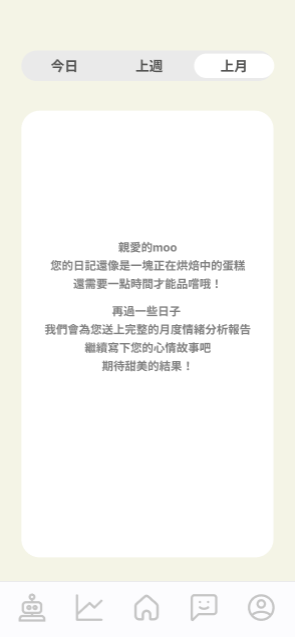 今日
上週
上月
親愛的moo
您的日記還像是一塊正在烘焙中的蛋糕
還需要一點時間才能品嚐哦！
再過一些日子
我們會為您送上完整的月度情緒分析報告
繼續寫下您的心情故事吧
期待甜美的結果！